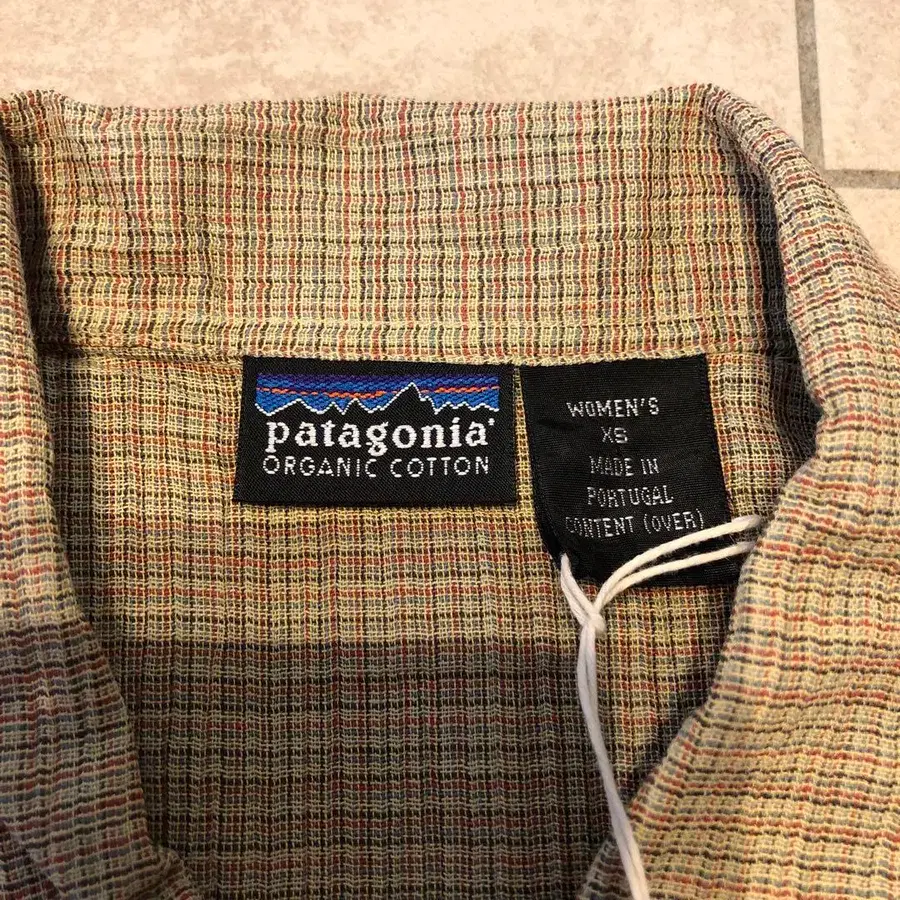 patagonia®
ORGANIC COTTON
WOMEN'S
XS
MADE IN
PORTUGAL
CONTENT (OVER)